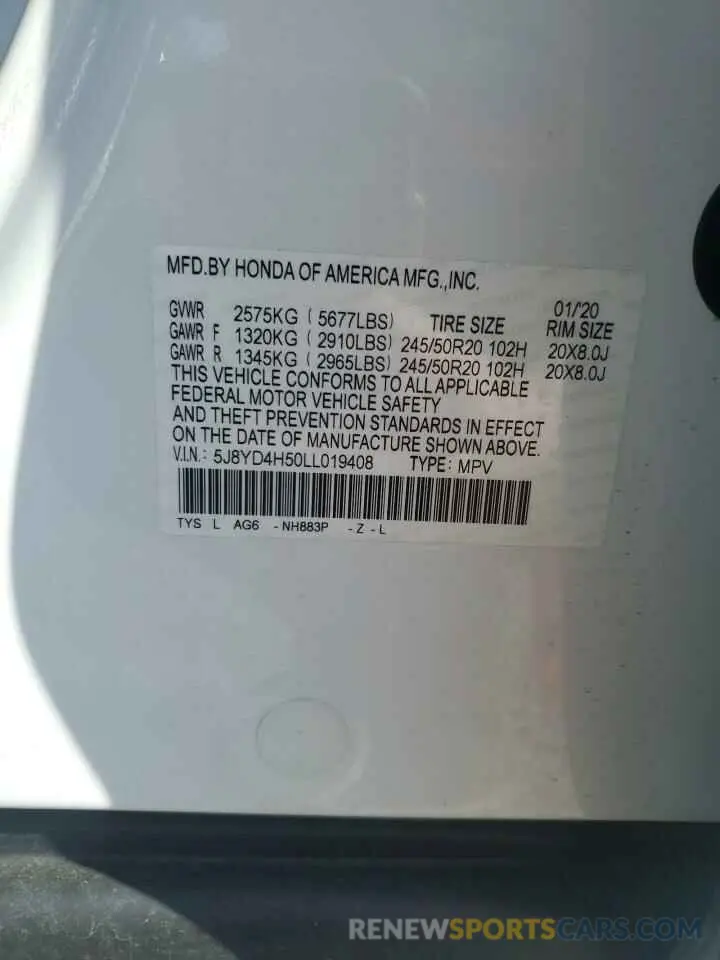 MFD.BY HONDA OF AMERICA MFG.,INC.
01/'20
GVWR 2575KG (5677LBS) TIRE SIZE RIM SIZE
GAWR F 1320KG (2910LBS) 245/50R20 102H 20X8.0J
GAWR R 1345KG (2965LBS) 245/50R20 102H 20X8.0J
THIS VEHICLE CONFORMS TO ALL APPLICABLE
FEDERAL MOTOR VEHICLE SAFETY
AND THEFT PREVENTION STANDARDS IN EFFECT
ON THE DATE OF MANUFACTURE SHOWN ABOVE.
V.I.N.: 5J8YD4H50LL019408 TYPE: MPV
TYS L AG6 -NH883P -Z-L
RENEWSPORTSCARS.COM